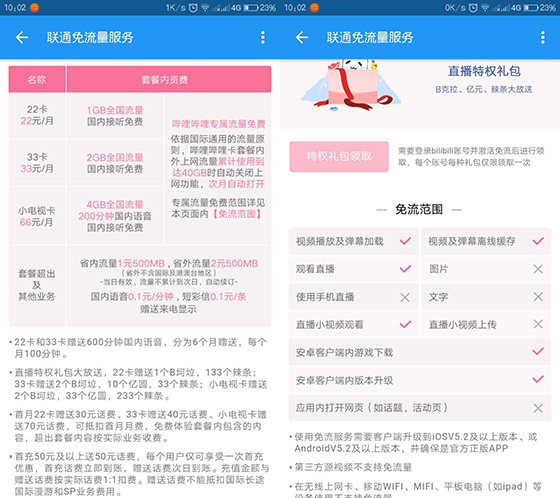 10:02
1K/s 4G 23%
联通免流量服务
名称 套餐内资费
22卡
22元/月
1GB全国流量
国内接听免费
33卡
33元/月
2GB全国流量
国内接听免费
小电视卡
66元/月
4GB全国流量
200分钟国内语音
国内接听免费
哔哩哔哩专属流量免费
依据国际通用的流量原
则，哔哩哔哩卡套餐内
外上网流量累计使用到
达40GB时自动关闭上
网功能，次月自动打开
专属流量免费范围详见
本页面内【免流范围】
套餐超出
及
其他业务
省内流量1元500MB，省外流量2元500MB
（省外不含国际及港澳台地区）
-当日有效，流量不累计到次日，自动续订-
国内语音0.1元/分钟，短彩信0.1元/条
赠送来电显示
•22卡和33卡赠送600分钟国内语音，分为6个月赠送，每个
月100分钟。
•直播特权礼包大放送，22卡赠送1个B坷垃，133个辣条；
33卡赠送2个B坷垃，10个亿圆，33个辣条；小电视卡赠送
2个B坷垃，33个亿圆，233个辣条。
•首月22卡赠送30元话费、33卡赠送40元话费、小电视卡赠
送70元话费，可抵扣首月月费，免费体验套餐内包含的内
容，超出套餐内容按实际业务收费。
•首充50元及以上送50元话费，每个用户仅可享受一次首充
优惠，首充话费立即到账，赠送话费次日到账。充值金额与
赠送话费按实际话费1:1扣费。赠送话费不能抵扣国际长途
国际漫游和SP业务费用。
10:02
0K/s 4G 23%
联通免流量服务
直播特权礼包
B克拉、亿元、辣条大放送
特权礼包领取
需要登录bilibili账号并激活免流后进行领
取，每个账号每种礼包仅限领取一次
免流范围
视频播放及弹幕加载 视频及弹幕离线缓存
观看直播 图片
使用手机直播 文字
直播小视频观看 直播小视频上传
安卓客户端内游戏下载
安卓客户端内版本升级
应用内打开网页（如话题，活动页）
•使用免流服务需要客户端升级到IOSV5.2及以上版本、或
AndroidV5.2及以上版本，并确保是官方正版APP
•第三方源视频不支持免流量
•在无线上网卡、移动WIFI、MIFI、平板电脑（如ipad）等
设备使用不支持免流量